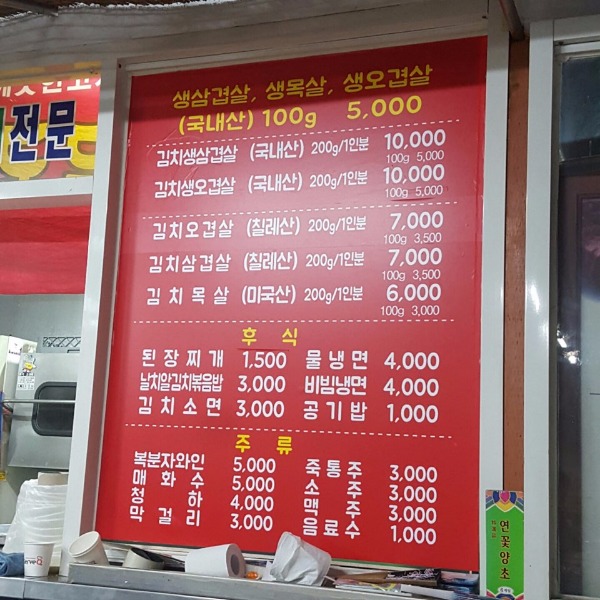 전문
생삼겹살, 생목살, 생오겹살
(국내산) 100g 5,000
김치생삼겹살 (국내산) 200g/1인분 10,000
100g 5,000
김치생오겹살 (국내산) 200g/1인분 10,000
100g 5,000
김치오겹살 (칠레산) 200g/1인분 7,000
100g 3,500
김치삼겹살 (칠레산) 200g/1인분 7,000
100g 3,500
김치목살 (미국산) 200g/1인분 6,000
100g 3,000
후식
된장찌개 1,500 물냉면 4,000
날치알김치볶음밥 3,000 비빔냉면 4,000
김치소면 3,000 공기밥 1,000
주류
복분자와인 5,000 죽통주 3,000
매화수 5,000 소주 3,000
청하 4,000 맥주 3,000
막걸리 3,000 음료수 1,000
연꽃양초